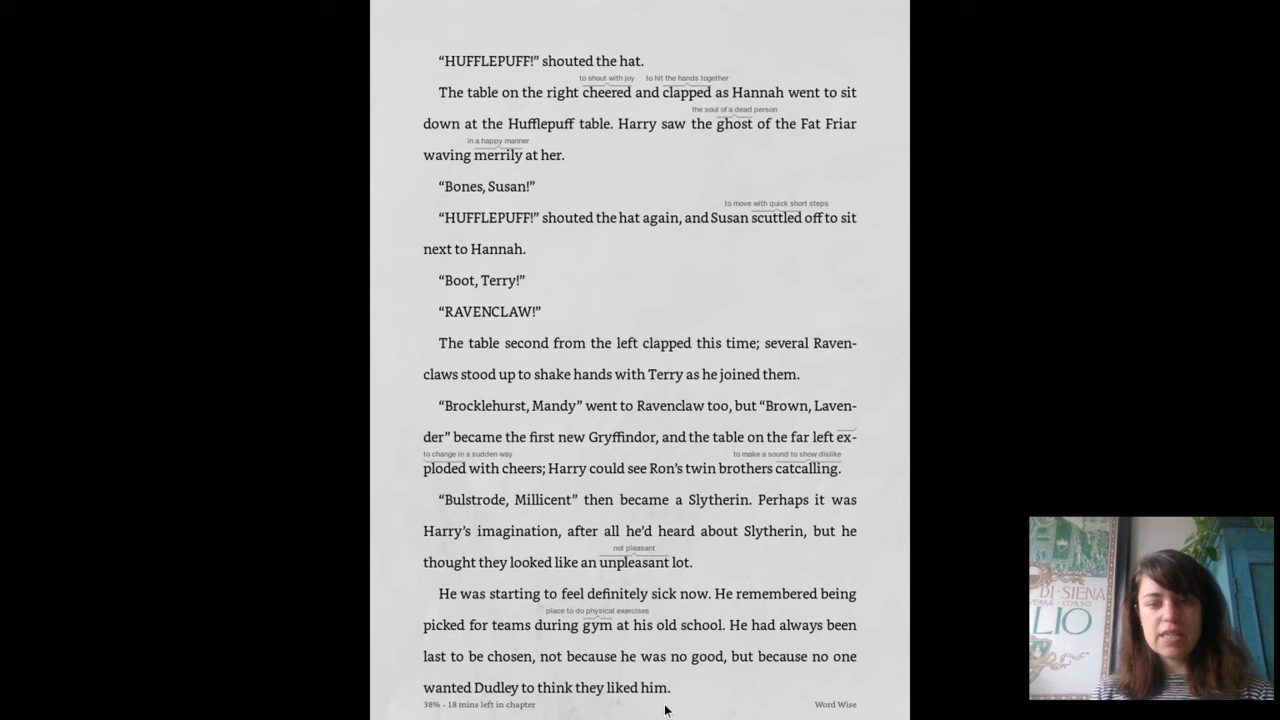 “HUFFLEPUFF!” shouted the hat.
to shout with joy to hit the hands together
The table on the right cheered and clapped as Hannah went to sit
the soul of a dead person
down at the Hufflepuff table. Harry saw the ghost of the Fat Friar
in a happy manner
waving merrily at her.
“Bones, Susan!”
to move with quick short steps
“HUFFLEPUFF!” shouted the hat again, and Susan scuttled off to sit
next to Hannah.
“Boot, Terry!”
“RAVENCLAW!”
The table second from the left clapped this time; several Raven-
claws stood up to shake hands with Terry as he joined them.
“Brocklehurst, Mandy” went to Ravenclaw too, but “Brown, Laven-
der” became the first new Gryffindor, and the table on the far left ex-
to change in a sudden way to make a sound to show dislike
ploded with cheers; Harry could see Ron’s twin brothers catcalling.
“Bulstrode, Millicent” then became a Slytherin. Perhaps it was
Harry’s imagination, after all he’d heard about Slytherin, but he
not pleasant
thought they looked like an unpleasant lot.
He was starting to feel definitely sick now. He remembered being
place to do physical exercises
picked for teams during gym at his old school. He had always been
last to be chosen, not because he was no good, but because no one
wanted Dudley to think they liked him.
38% - 18 mins left in chapter Word Wise
DI SIENA
CORSO
LIO